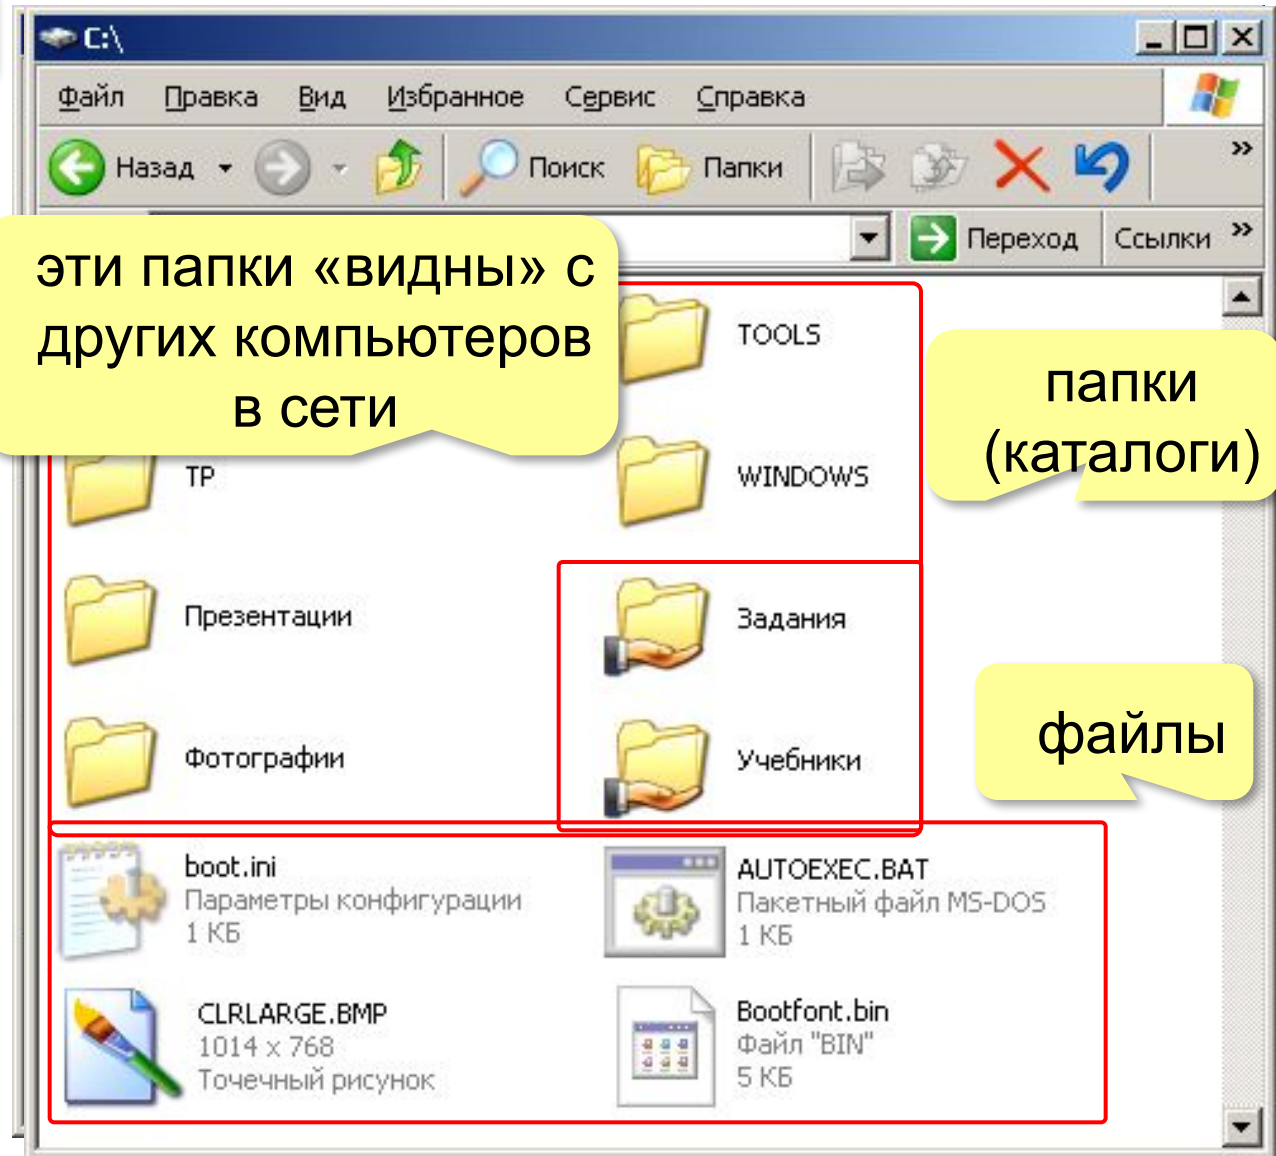 C:\
Файл Правка Вид Избранное Сервис Справка
Назад Поиск Папки »
Переход Ссылки »
эти папки «видны» с
других компьютеров
в сети
TOOLS
папки
(каталоги)
TP
WINDOWS
Презентации
Задания
Фотографии
Учебники
файлы
boot.ini
Параметры конфигурации
1 КБ
AUTOEXEC.BAT
Пакетный файл MS-DOS
1 КБ
CLRLARGE.BMP
1014 x 768
Точечный рисунок
Bootfont.bin
Файл "BIN"
5 КБ